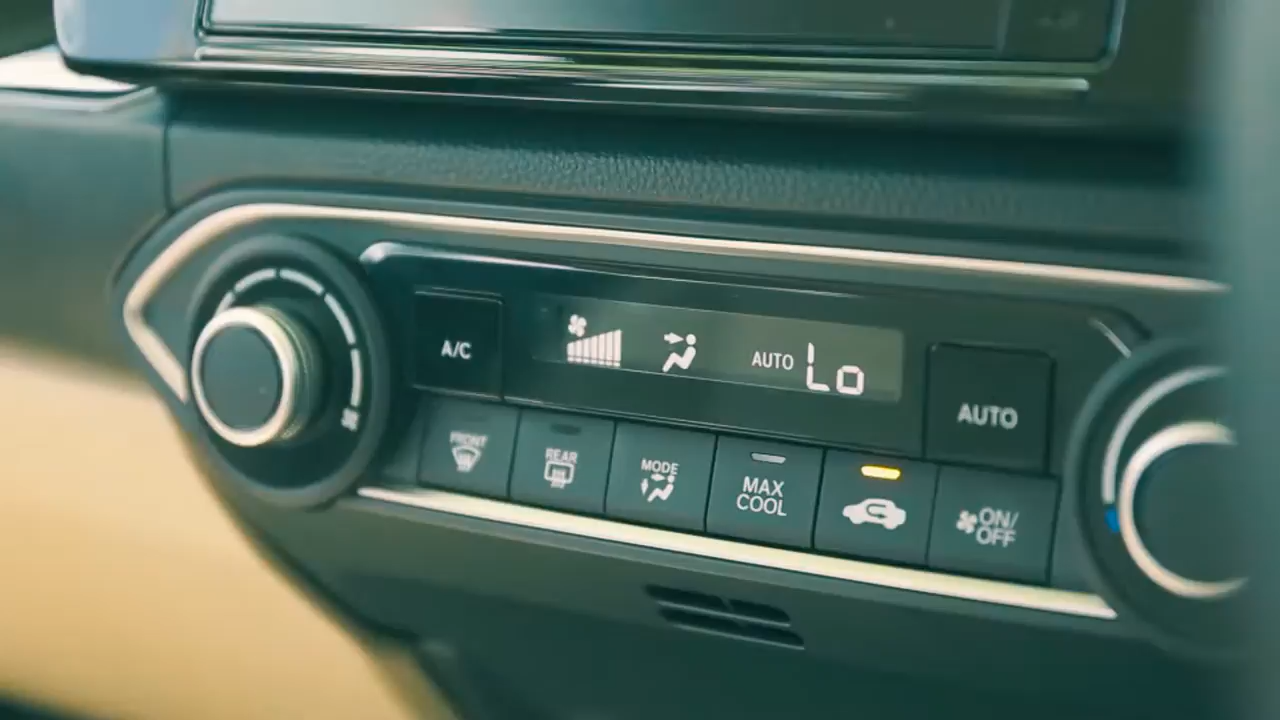 A/C
AUTO Lo
AUTO
FRONT
REAR
MODE
MAX
COOL
ON/
OFF